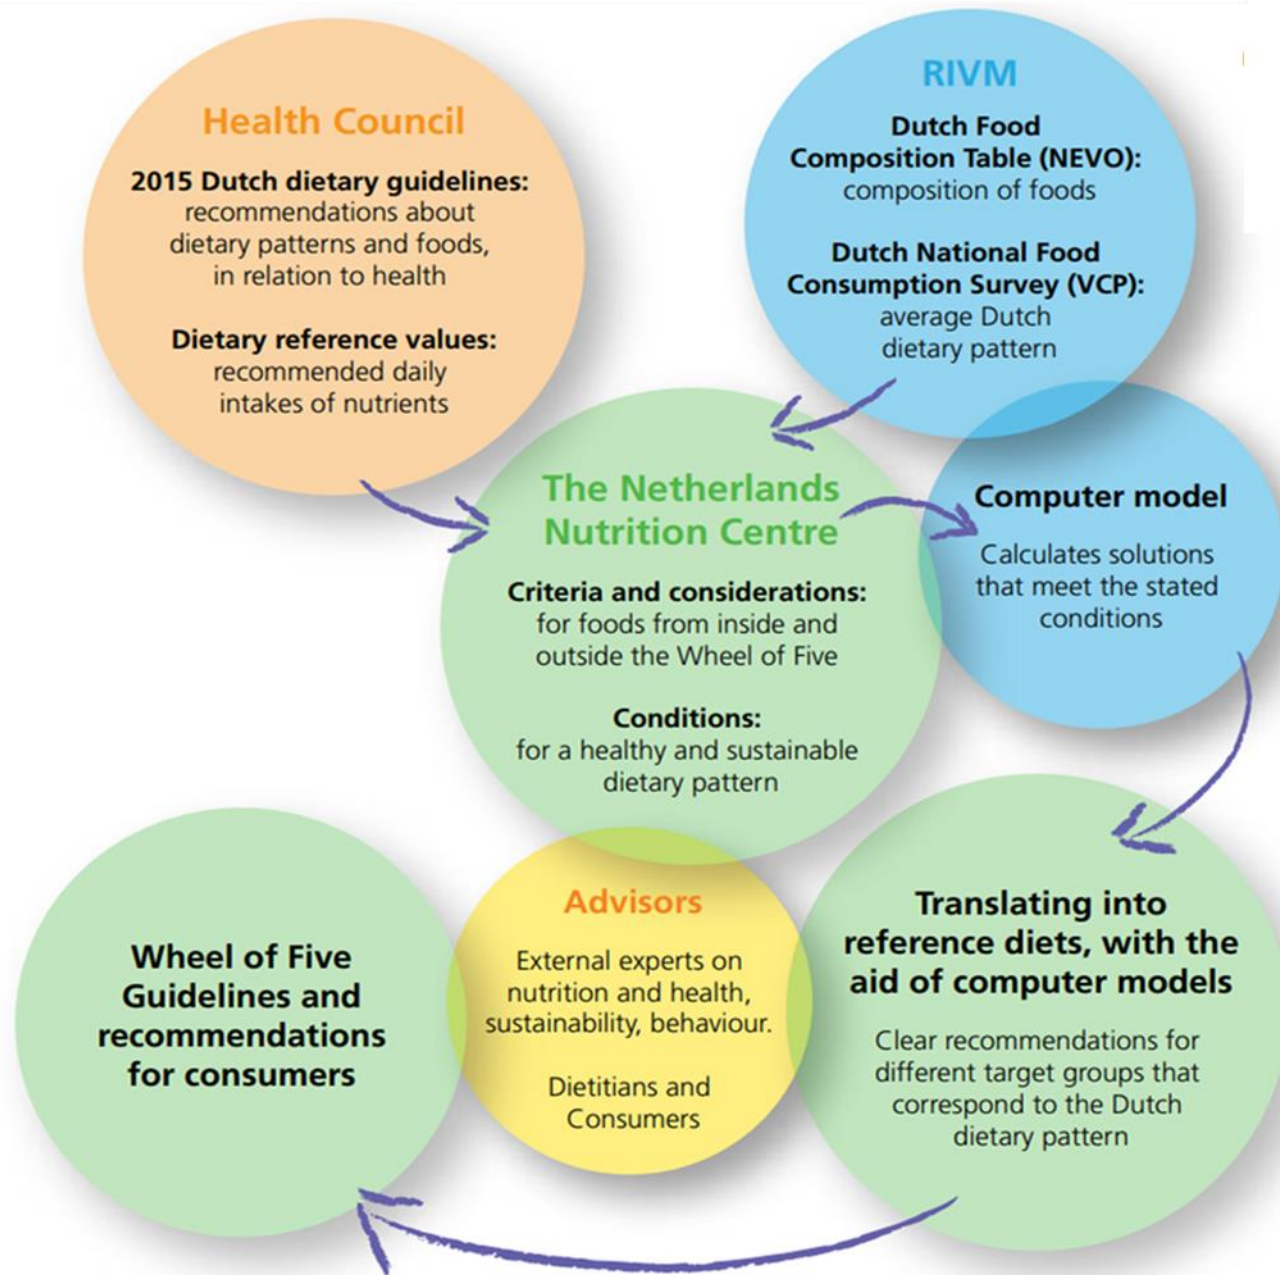 Health Council
2015 Dutch dietary guidelines:
recommendations about
dietary patterns and foods,
in relation to health
Dietary reference values:
recommended daily
intakes of nutrients
RIVM
Dutch Food
Composition Table (NEVO):
composition of foods
Dutch National Food
Consumption Survey (VCP):
average Dutch
dietary pattern
The Netherlands
Nutrition Centre
Criteria and considerations:
for foods from inside and
outside the Wheel of Five
Conditions:
for a healthy and sustainable
dietary pattern
Computer model
Calculates solutions
that meet the stated
conditions
Translating into
reference diets, with the
aid of computer models
Clear recommendations for
different target groups that
correspond to the Dutch
dietary pattern
Advisors
External experts on
nutrition and health,
sustainability, behaviour.
Dietitians and
Consumers
Wheel of Five
Guidelines and
recommendations
for consumers